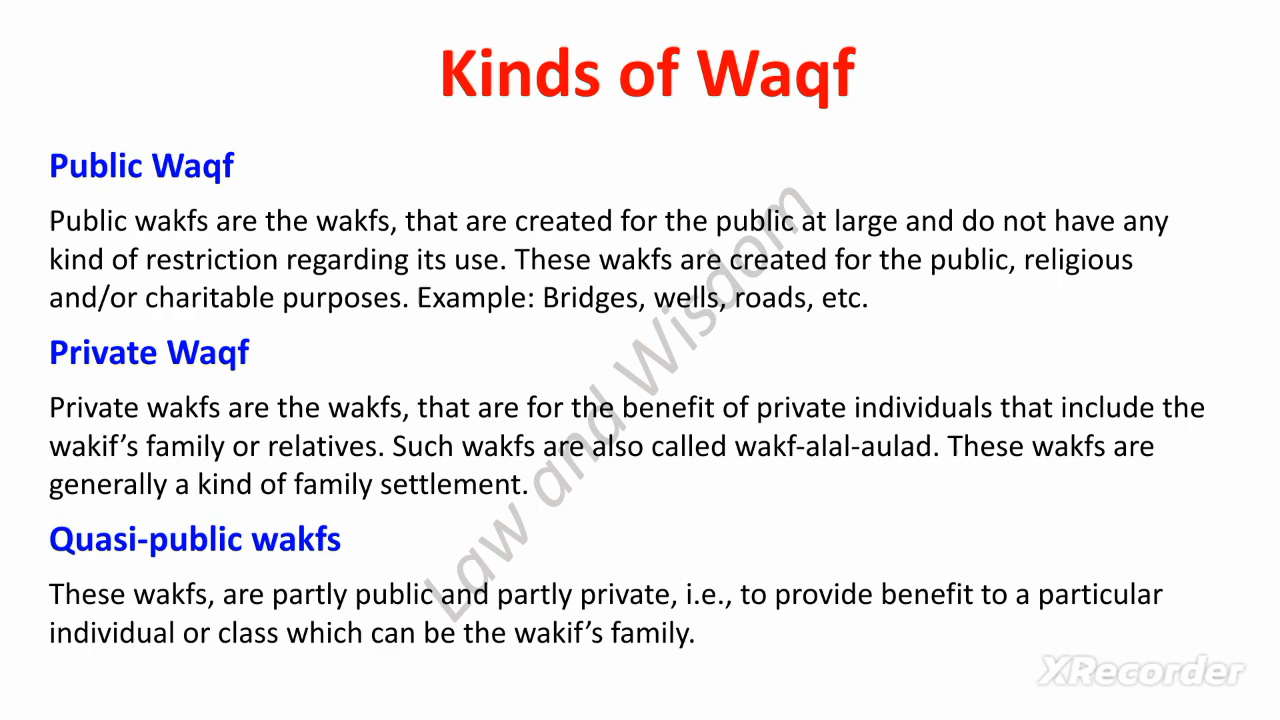 Kinds of Waqf
Public Waqf
Public wakfs are the wakfs, that are created for the public at large and do not have any
kind of restriction regarding its use. These wakfs are created for the public, religious
and/or charitable purposes. Example: Bridges, wells, roads, etc.
Private Waqf
Private wakfs are the wakfs, that are for the benefit of private individuals that include the
wakif’s family or relatives. Such wakfs are also called wakf-alal-aulad. These wakfs are
generally a kind of family settlement.
Quasi-public wakfs
These wakfs, are partly public and partly private, i.e., to provide benefit to a particular
individual or class which can be the wakif’s family.
Law and Wisdom
XRecorder